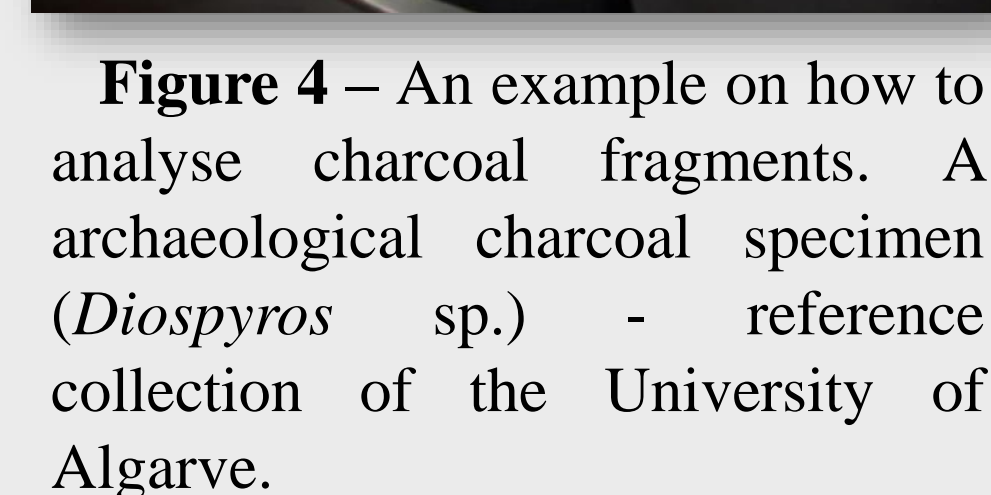 Figure 4 – An example on how to
analyse charcoal fragments. A
archaeological charcoal specimen
(Diospyros sp.) - reference
collection of the University of
Algarve.